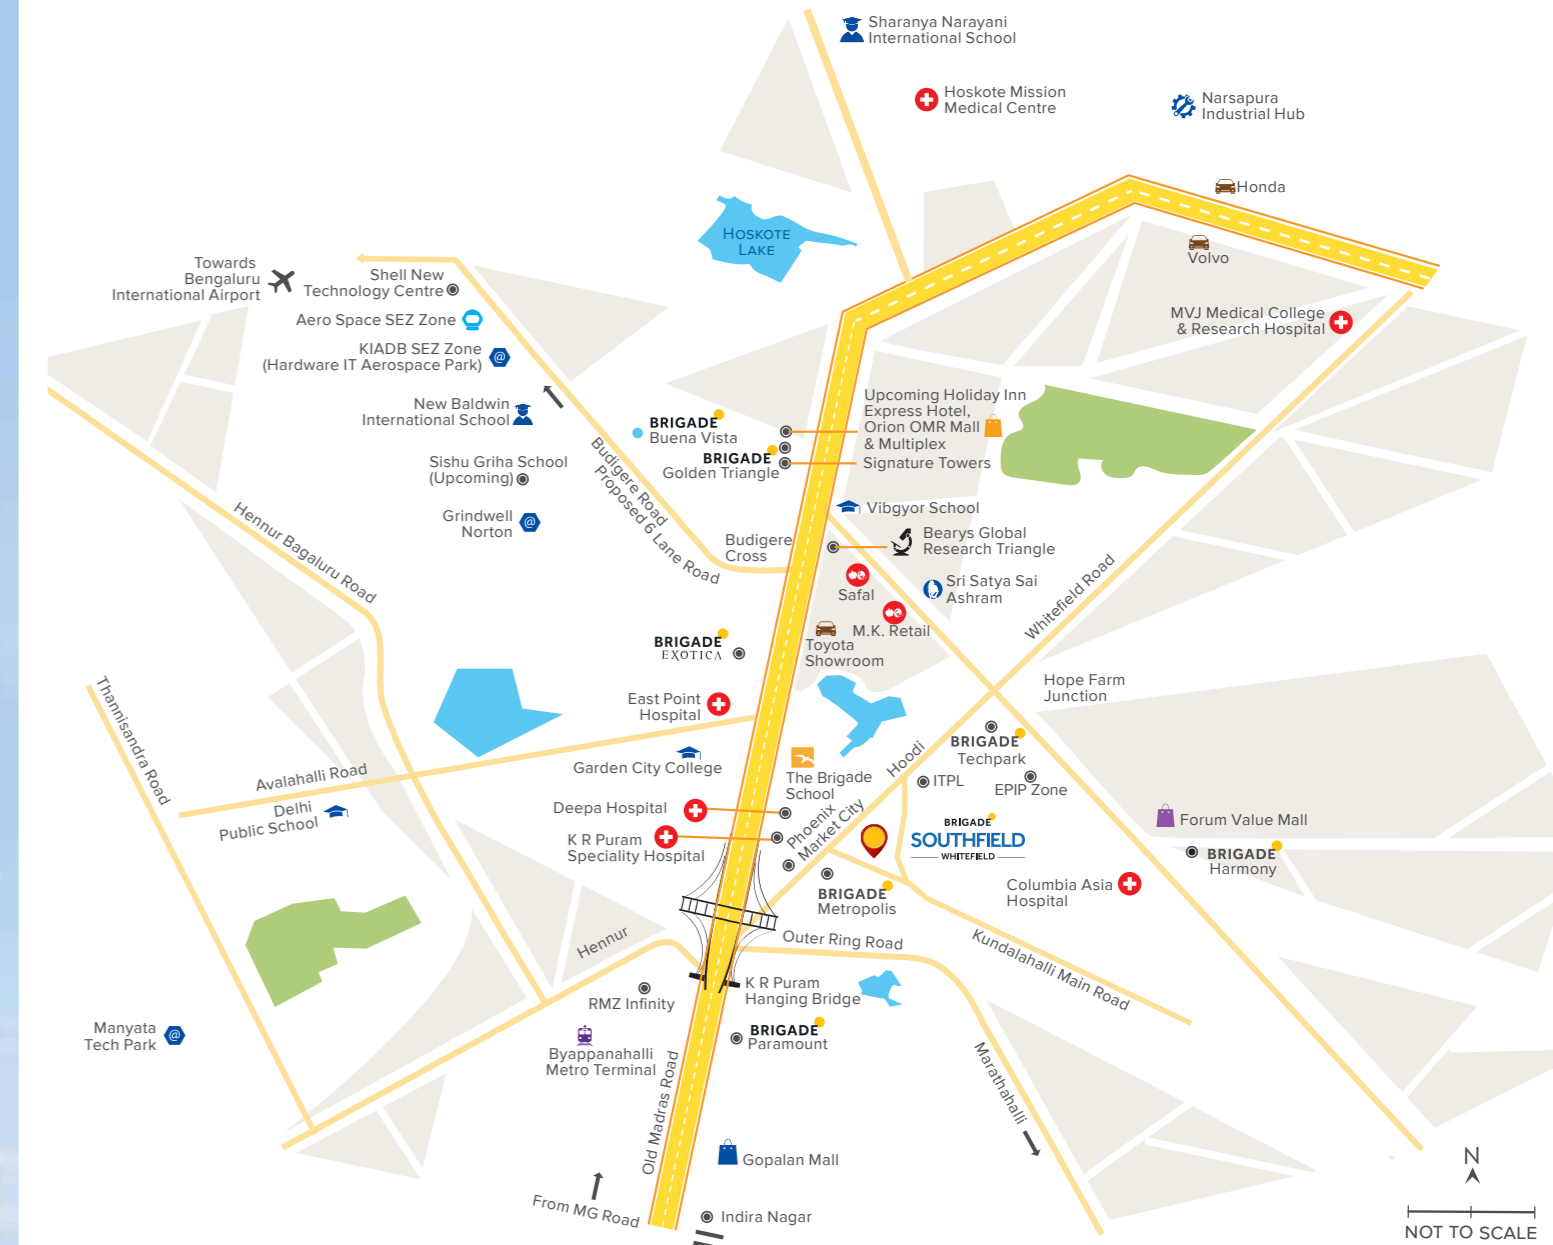 Sharanya Narayani
International School
Hoskote Mission
Medical Centre
Narsapura
Industrial Hub
Honda
Volvo
HOSKOTE
LAKE
Towards
Bengaluru
International Airport
Shell New
Technology Centre
Aero Space SEZ Zone
@
KIADB SEZ Zone
(Hardware IT Aerospace Park)
MVJ Medical College
& Research Hospital
New Baldwin
International School
Sishu Griha School
(Upcoming)
Grindwell
Norton
@
BRIGADE
Buena Vista
BRIGADE
Golden Triangle
Upcoming Holiday Inn
Express Hotel,
Orion OMR Mall
& Multiplex
Signature Towers
Budigere Road
Proposed 6 Lane Road
Budigere
Cross
Vibgyor School
Bearys Global
Research Triangle
Safal
Sri Satya Sai
Ashram
M.K. Retail
Toyota
Showroom
Whitefield Road
Hennur Bagaluru Road
BRIGADE
EXOTICA
East Point
Hospital
Hope Farm
Junction
Thannisandra Road
Avalahalli Road
Garden City College
The Brigade
School
Hoodi
BRIGADE
Techpark
ITPL
EPIP Zone
Delhi
Public School
Deepa Hospital
K R Puram
Speciality Hospital
Phoenix
Market City
BRIGADE
SOUTHFIELD
WHITEFIELD
Forum Value Mall
BRIGADE
Harmony
BRIGADE
Metropolis
Columbia Asia
Hospital
Hennur
Outer Ring Road
Kundalahalli Main Road
RMZ Infinity
K R Puram
Hanging Bridge
Manyata
Tech Park
@
Byappanahalli
Metro Terminal
BRIGADE
Paramount
Old Madras Road
Marathahalli
Gopalan Mall
From MG Road
Indira Nagar
N
NOT TO SCALE